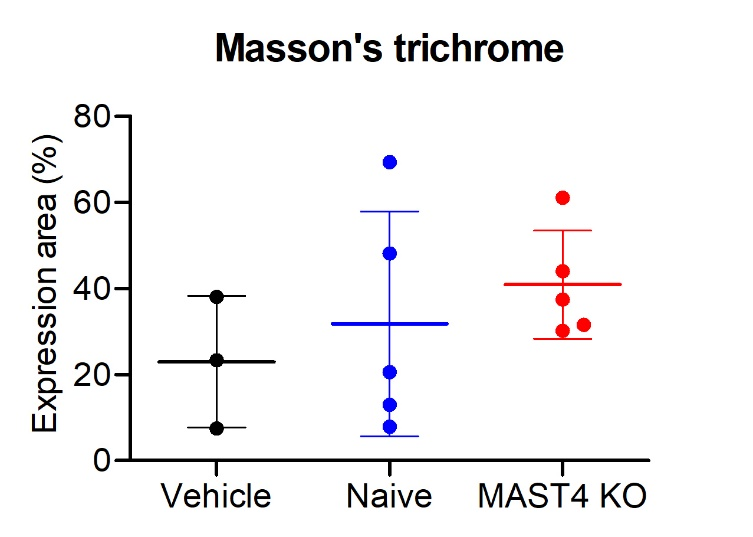 Masson's trichrome
Expression area (%)
80
60
40
20
0
Vehicle
Naive
MAST4 KO